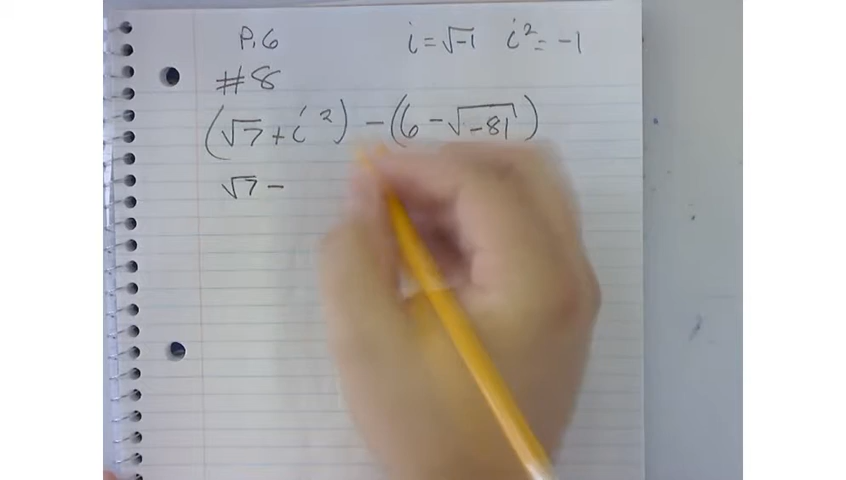 P.6 i = √-1 i² = -1
#8
(√7 + i²) - (6 - √-81)
√7 -